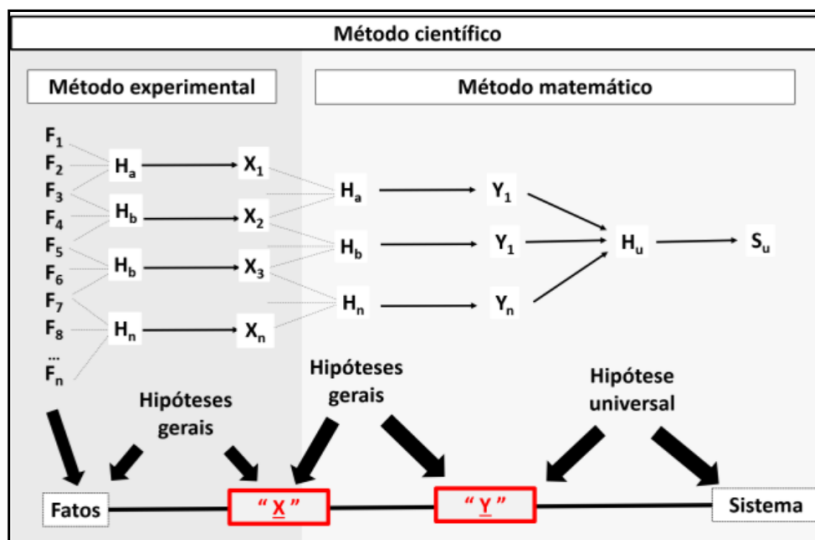 Método científico
Método experimental
Método matemático
F1
F2
F3
F4
F5
F6
F7
F8
...
Fn
Ha
Hb
Hb
Hn
X1
X2
X3
Xn
Ha
Hb
Hn
Y1
Y1
Yn
Hu
Su
Hipóteses
gerais
Hipóteses
gerais
Hipótese
universal
Fatos
“ X ”
“ Y ”
Sistema